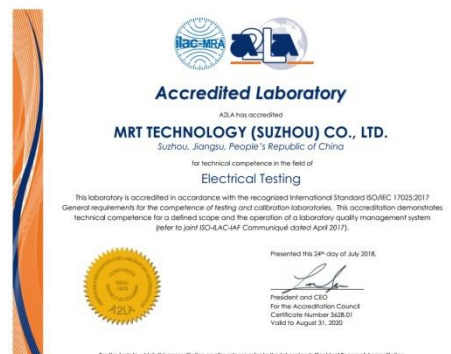 ilac-MRA
A2LA
Accredited Laboratory
A2LA has accredited
MRT TECHNOLOGY (SUZHOU) CO., LTD.
Suzhou, Jiangsu, People's Republic of China
for technical competence in the field of
Electrical Testing
This laboratory is accredited in accordance with the recognized International Standard ISO/IEC 17025:2017
General requirements for the competence of testing and calibration laboratories. This accreditation demonstrates
technical competence for a defined scope and the operation of a laboratory quality management system
(refer to joint ISO-ILAC-IAF Communiqué dated April 2017).
Presented this 24th day of July 2018.
SEAL
1978
A2LA
President and CEO
For the Accreditation Council
Certificate Number 3628.01
Valid to August 31, 2020